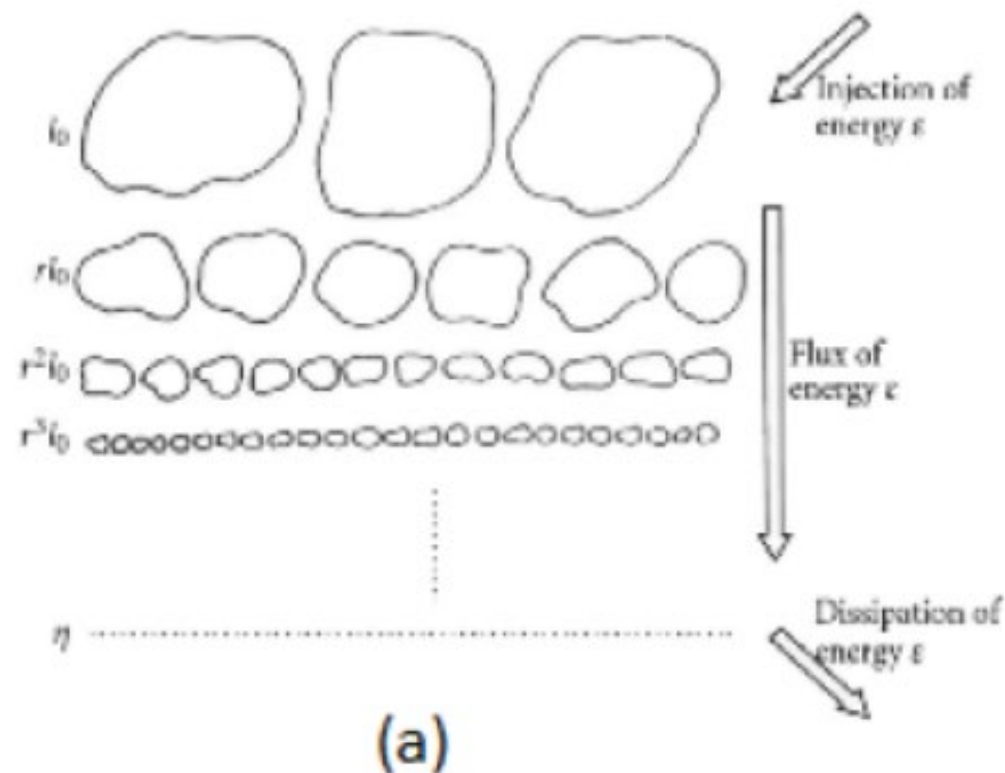 Injection of
energy ε
ℓ₀
rℓ₀
r²ℓ₀
r³ℓ₀
Flux of
energy ε
η
Dissipation of
energy ε
(a)